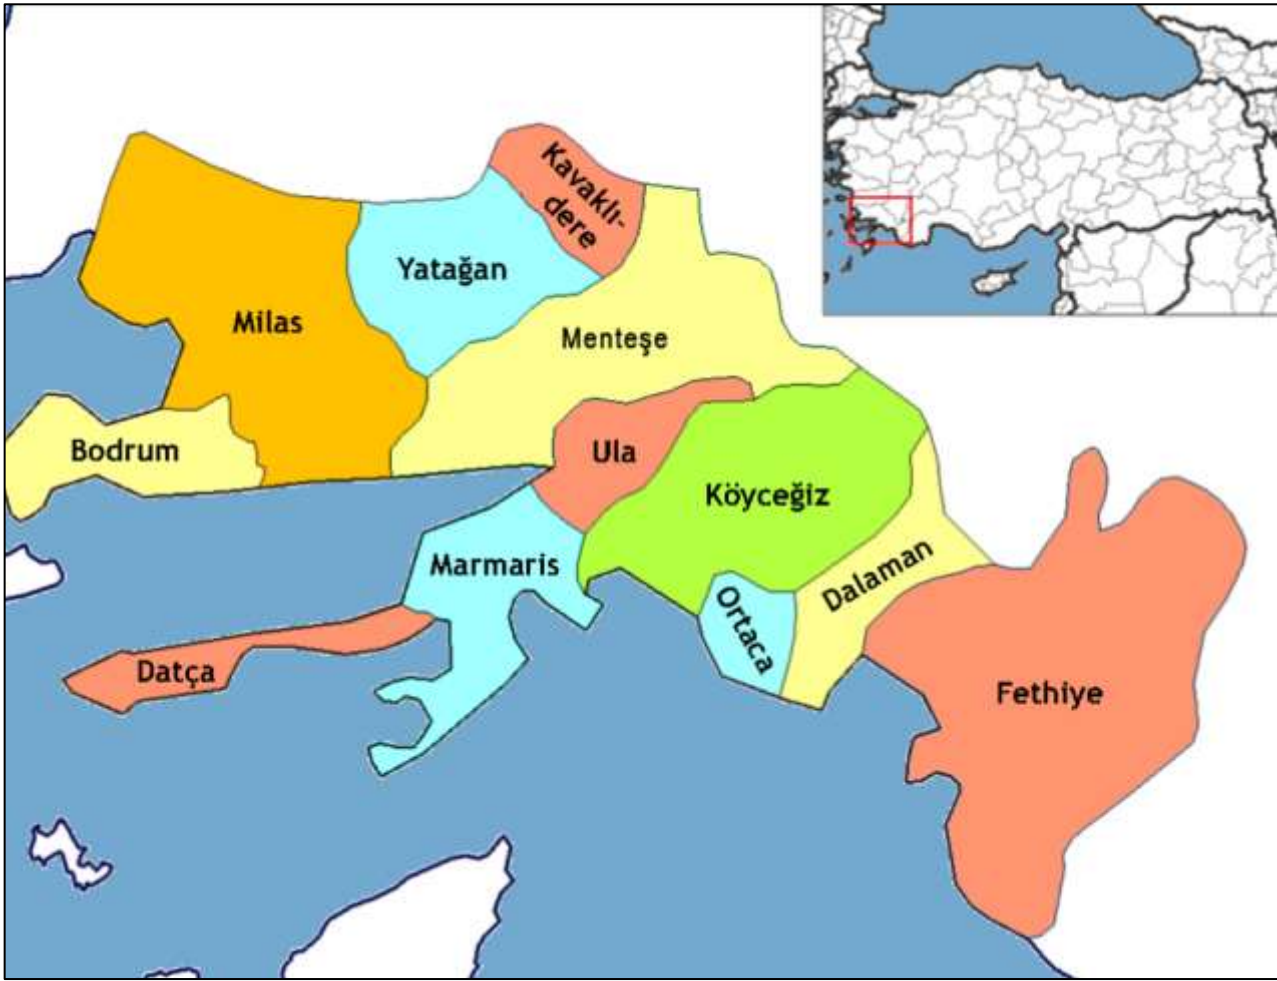 Kavaklı-
dere
Yatağan
Milas
Menteşe
Bodrum
Ula
Köyceğiz
Marmaris
Dalaman
Ortaca
Datça
Fethiye